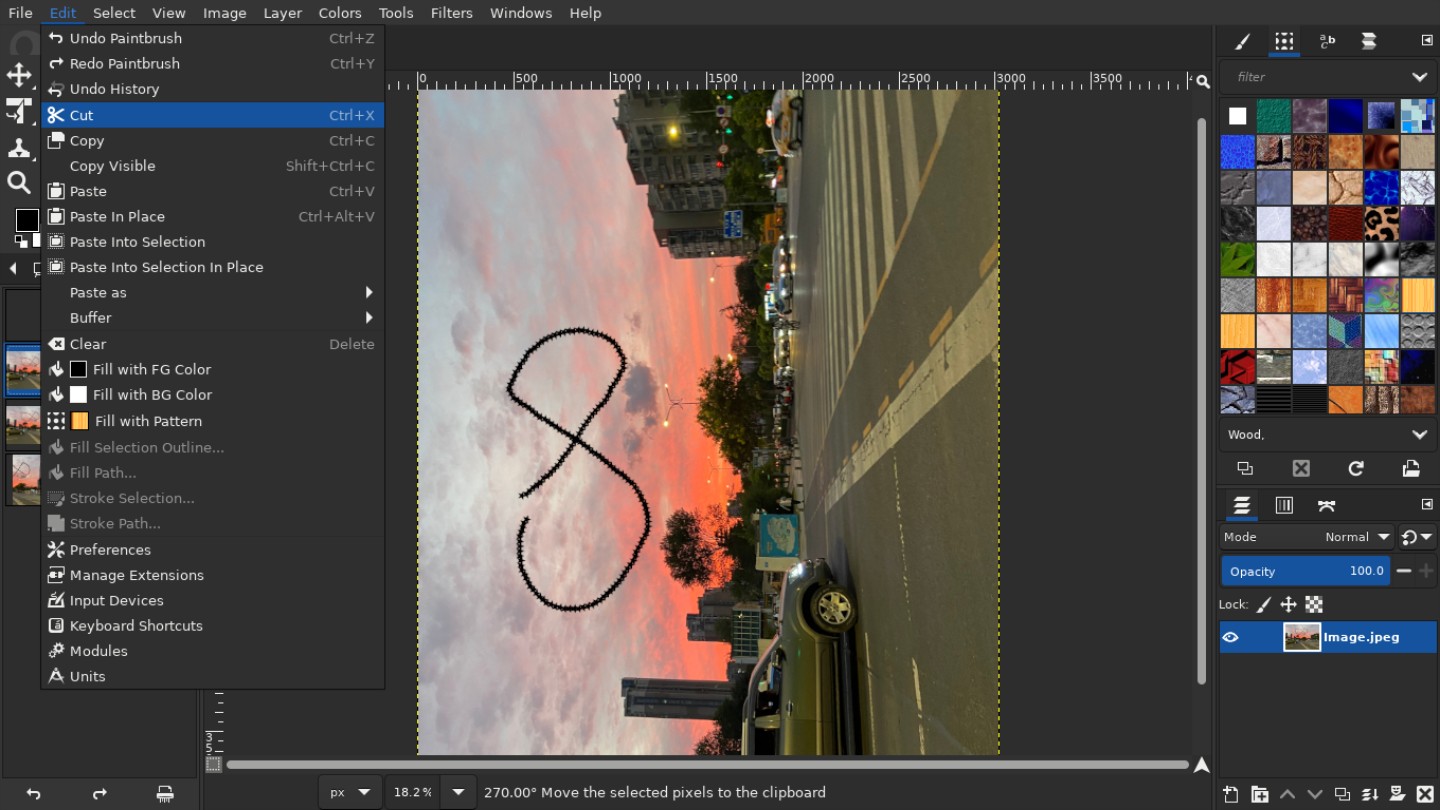 File Edit Select View Image Layer Colors Tools Filters Windows Help
Undo Paintbrush Ctrl+Z
Redo Paintbrush Ctrl+Y
Undo History
Cut Ctrl+X
Copy Ctrl+C
Copy Visible Shift+Ctrl+C
Paste Ctrl+V
Paste In Place Ctrl+Alt+V
Paste Into Selection
Paste Into Selection In Place
Paste as
Buffer
Clear Delete
Fill with FG Color
Fill with BG Color
Fill with Pattern
Fill Selection Outline...
Fill Path...
Stroke Selection...
Stroke Path...
Preferences
Manage Extensions
Input Devices
Keyboard Shortcuts
Modules
Units
0 500 1000 1500 2000 2500 3000 3500
3
5
px 18.2 % 270.00° Move the selected pixels to the clipboard
filter
Wood,
Mode Normal
Opacity 100.0
Lock:
Image.jpeg